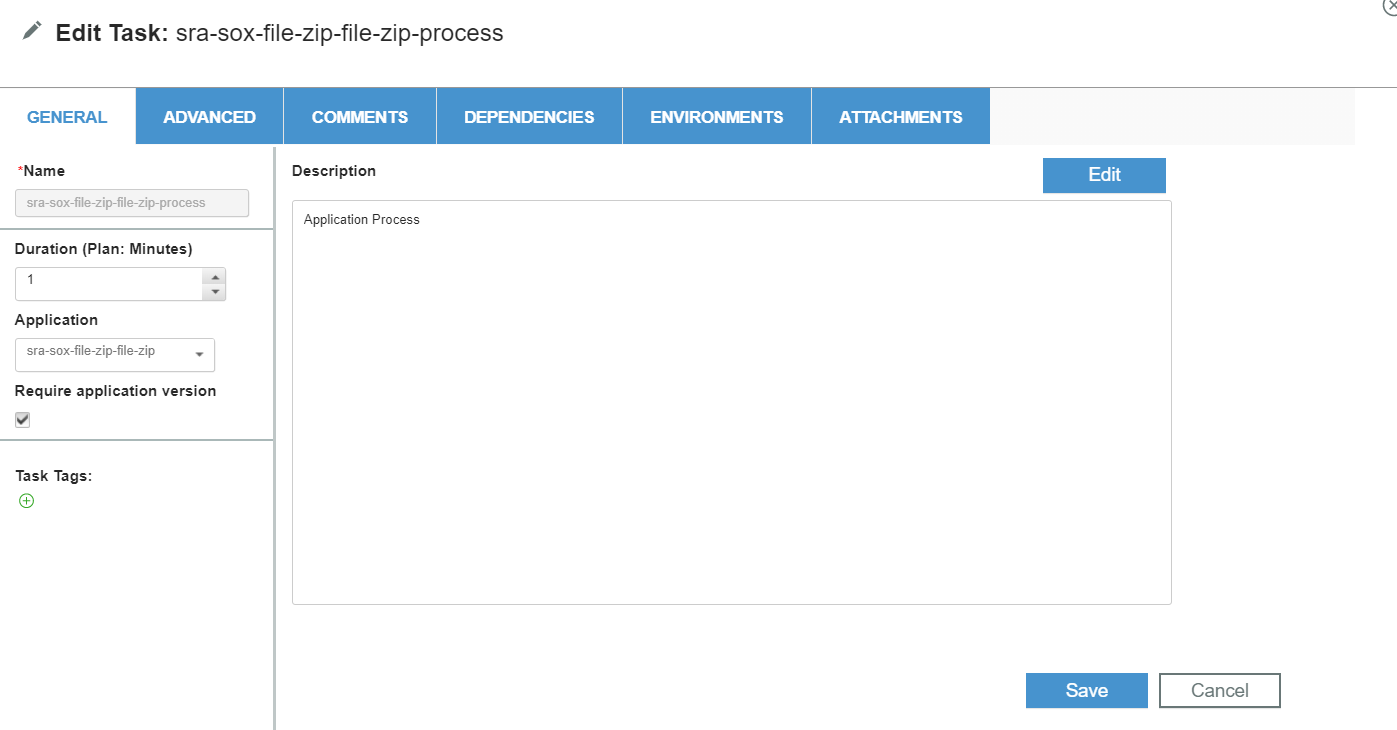 Edit Task: sra-sox-file-zip-file-zip-process
GENERAL
ADVANCED
COMMENTS
DEPENDENCIES
ENVIRONMENTS
ATTACHMENTS
*Name
sra-sox-file-zip-file-zip-process
Duration (Plan: Minutes)
1
Application
sra-sox-file-zip-file-zip
Require application version
Task Tags:
Description
Edit
Application Process
Save
Cancel